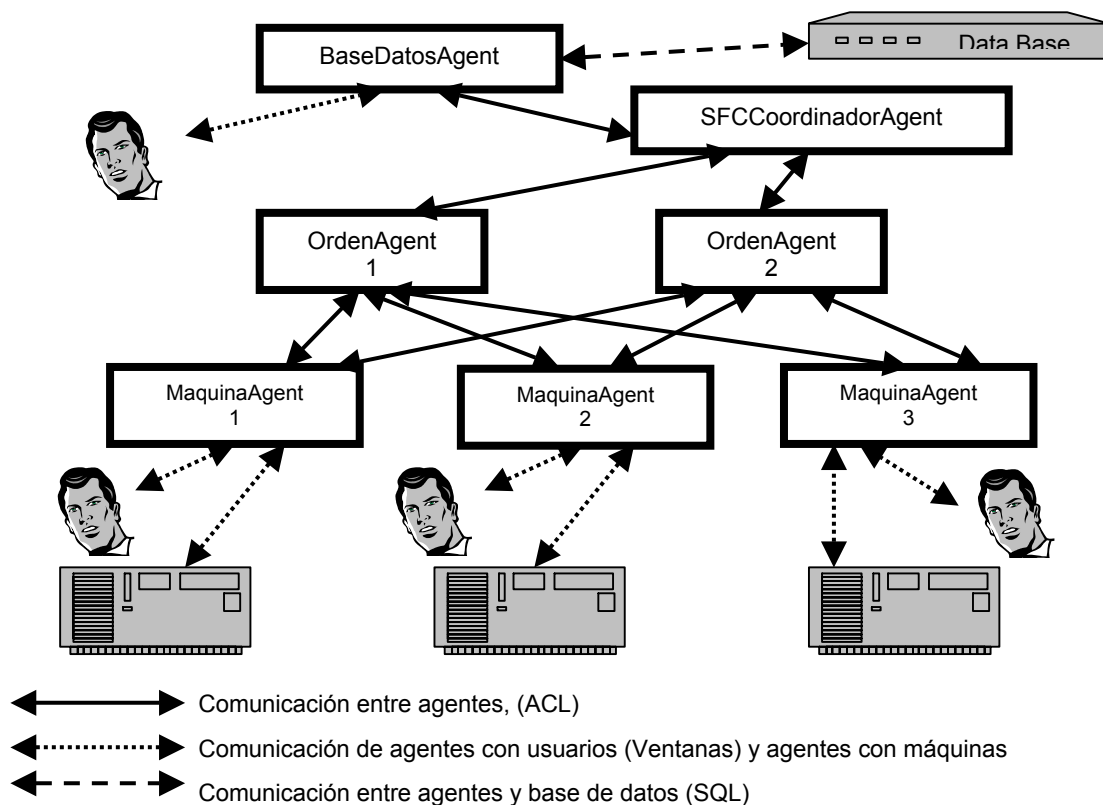 BaseDatosAgent
Data Base
SFCCoordinadorAgent
OrdenAgent
1
OrdenAgent
2
MaquinaAgent
1
MaquinaAgent
2
MaquinaAgent
3
Comunicación entre agentes, (ACL)
Comunicación de agentes con usuarios (Ventanas) y agentes con máquinas
Comunicación entre agentes y base de datos (SQL)